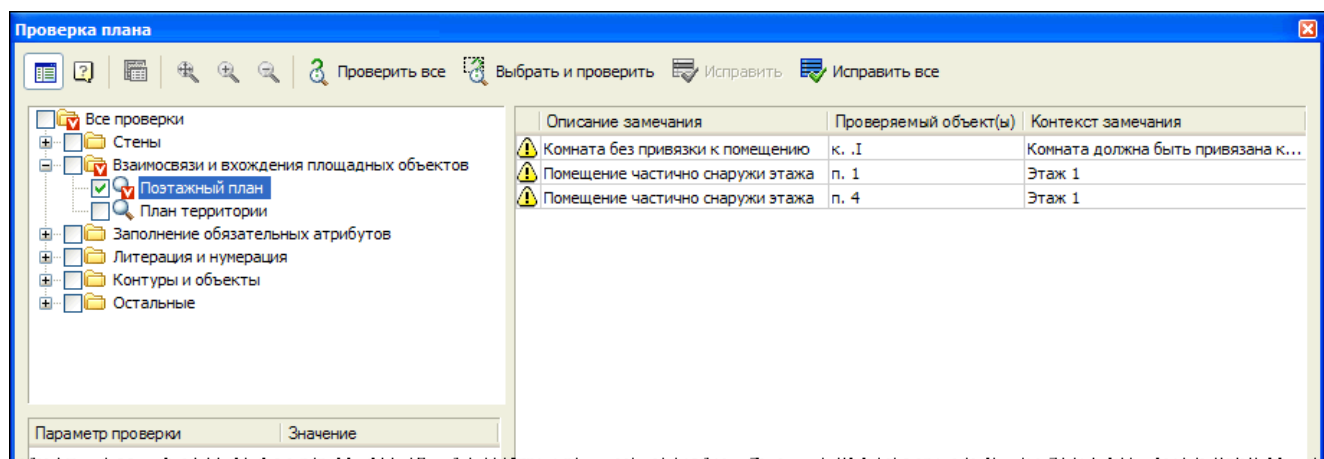 Проверка плана
Проверить все Выбрать и проверить Исправить Исправить все
Все проверки
Стены
Взаимосвязи и вхождения площадных объектов
Поэтажный план
План территории
Заполнение обязательных атрибутов
Литерация и нумерация
Контуры и объекты
Остальные
Описание замечания Проверяемый объект(ы) Контекст замечания
Комната без привязки к помещению к. .I Комната должна быть привязана к...
Помещение частично снаружи этажа п. 1 Этаж 1
Помещение частично снаружи этажа п. 4 Этаж 1
Параметр проверки Значение